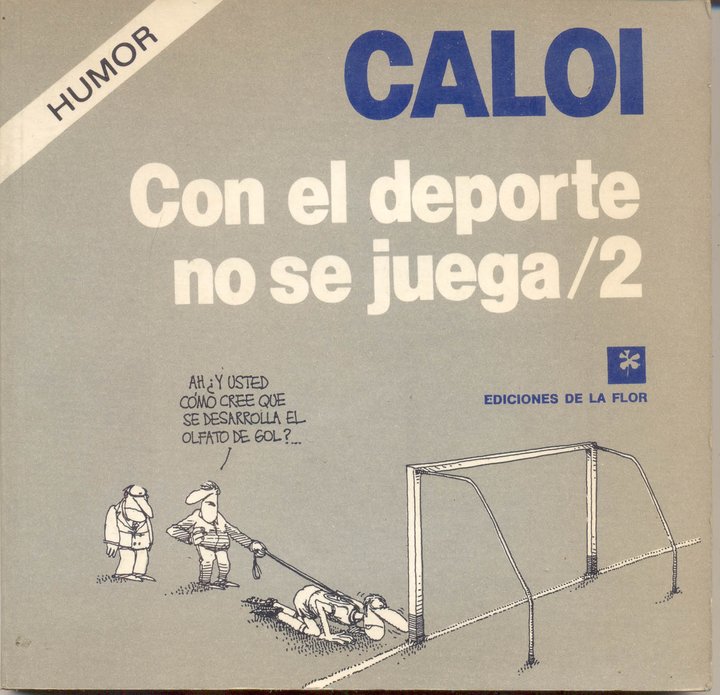 HUMOR
CALOI
Con el deporte
no se juega/2
EDICIONES DE LA FLOR
AH ¿Y USTED
CÓMO CREE QUE
SE DESARROLLA EL
OLFATO DE GOL?...